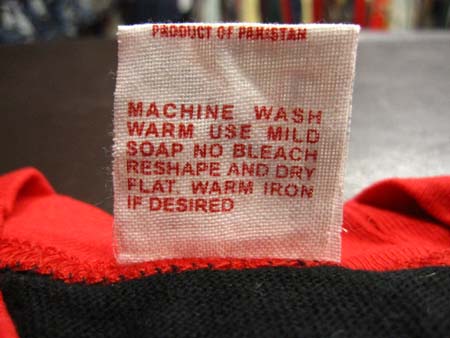 PRODUCT OF PAKISTAN
MACHINE WASH
WARM USE MILD
SOAP NO BLEACH
RESHAPE AND DRY
FLAT. WARM IRON
IF DESIRED